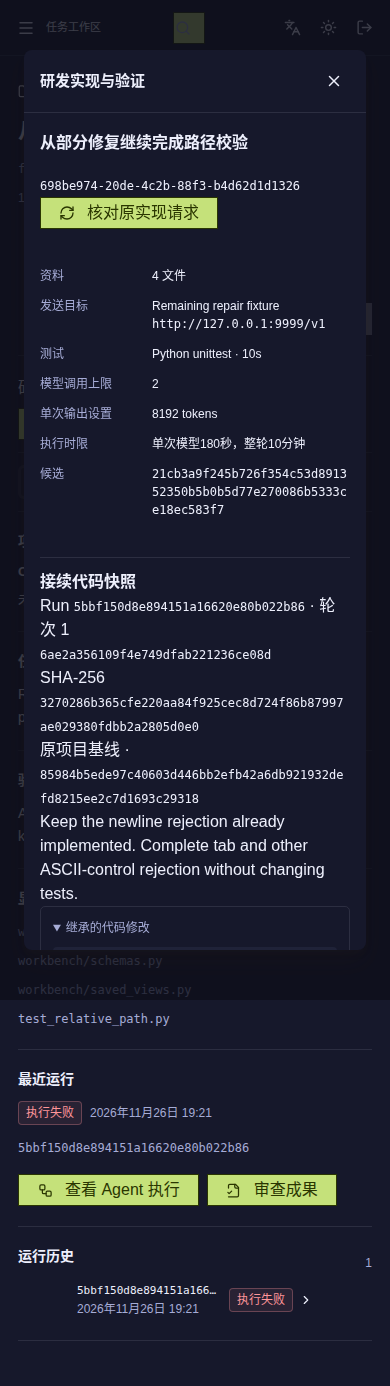 任务工作区
研发实现与验证
从部分修复继续完成路径校验
698be974-20de-4c2b-88f3-b4d62d1d1326
核对原实现请求
资料 4 文件
发送目标 Remaining repair fixture
http://127.0.0.1:9999/v1
测试 Python unittest · 10s
模型调用上限 2
单次输出设置 8192 tokens
执行时限 单次模型180秒，整轮10分钟
候选 21cb3a9f245b726f354c53d8913
52350b5b0b5d77e270086b5333c
e18ec583f7
接续代码快照
Run 5bbf150d8e894151a16620e80b022b86 · 轮
次 1
6ae2a356109f4e749dfab221236ce08d
SHA-256
3270286b365cfe220aa84f925cec8d724f86b87997
ae029380fdbb2a2805d0e0
原项目基线 ·
85984b5ede97c40603d446bb2efb42a6db921932de
fd8215ee2c7d1693c29318
Keep the newline rejection already
implemented. Complete tab and other
ASCII-control rejection without changing
tests.
▼ 继承的代码修改
workbench/schemas.py
workbench/saved_views.py
test_relative_path.py
最近运行
执行失败 2026年11月26日 19:21
5bbf150d8e894151a16620e80b022b86
查看 Agent 执行 审查成果
运行历史 1
5bbf150d8e894151a166… 执行失败
2026年11月26日 19:21